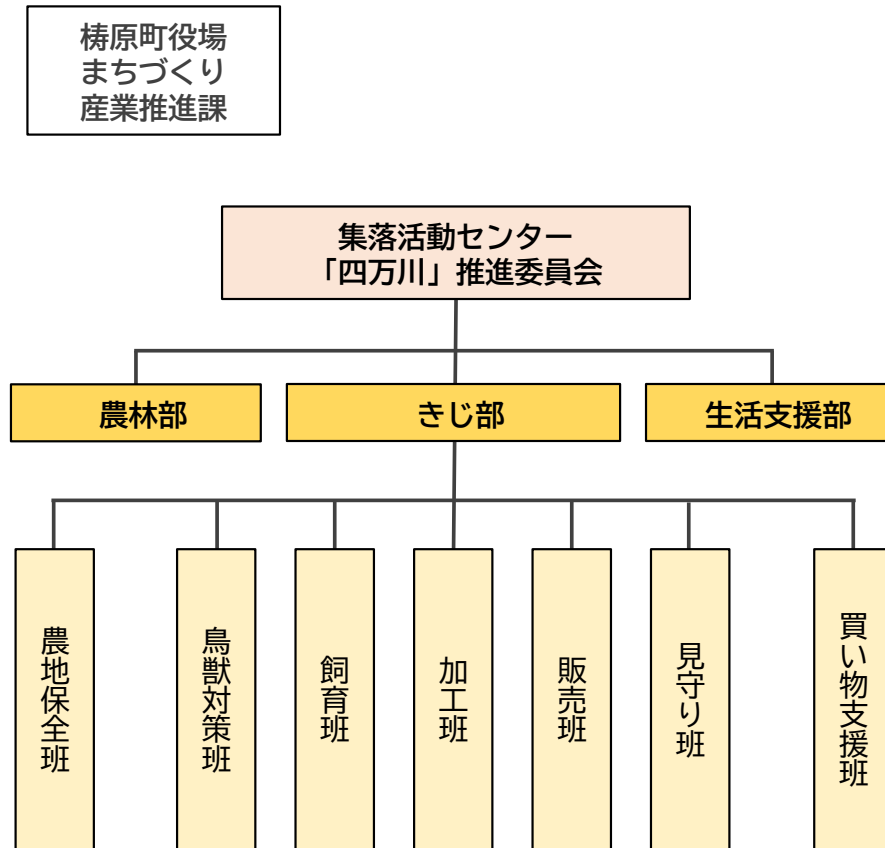 梼原町役場
まちづくり
産業推進課
集落活動センター
「四万川」推進委員会
農林部
きじ部
生活支援部
農地保全班
鳥獣対策班
飼育班
加工班
販売班
見守り班
買い物支援班